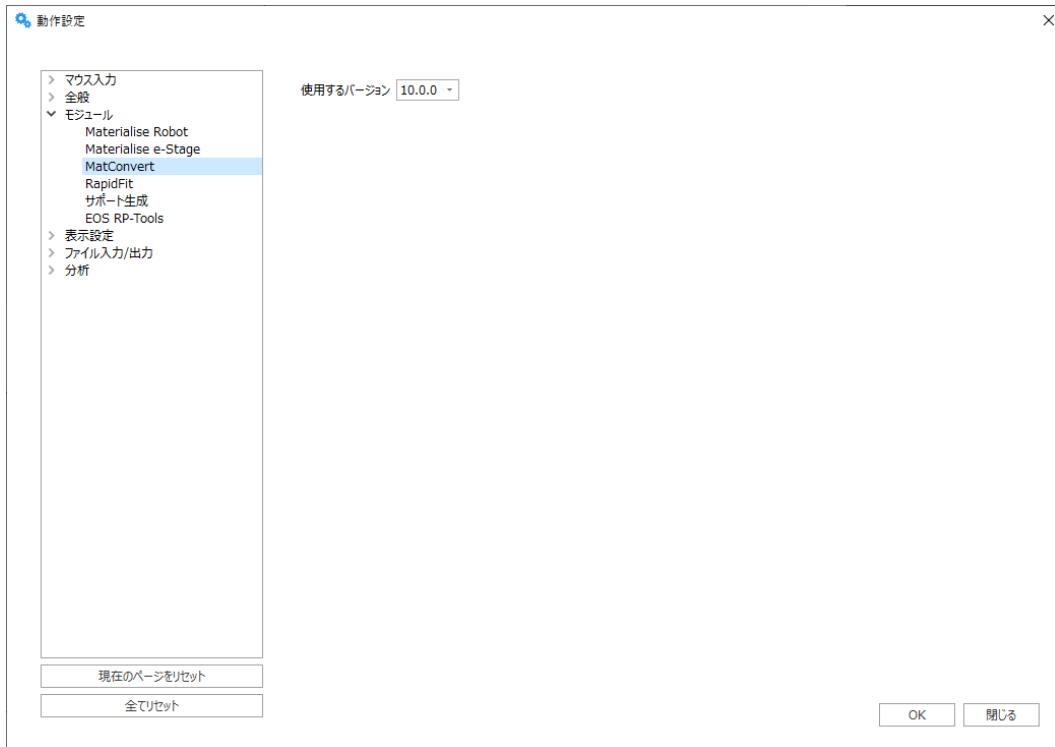 動作設定
マウス入力
全般
モジュール
Materialise Robot
Materialise e-Stage
MatConvert
RapidFit
サポート生成
EOS RP-Tools
表示設定
ファイル入力/出力
分析
使用するバージョン 10.0.0
現在のページをリセット
全てリセット
OK 閉じる